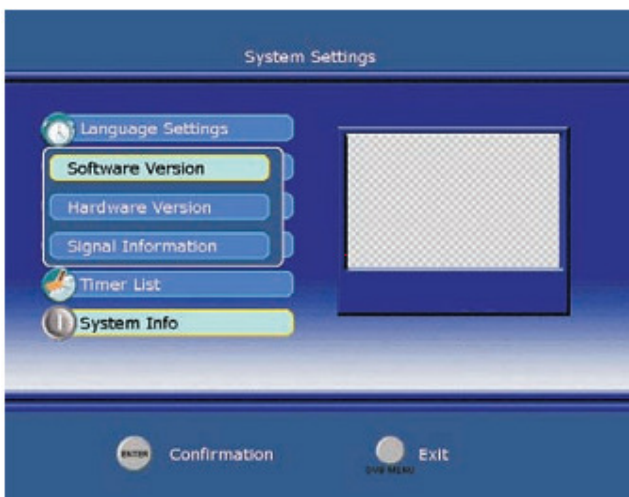 System Settings
Language Settings
Software Version
Hardware Version
Signal Information
Timer List
System Info
ENTER Confirmation
Exit
DVB MENU